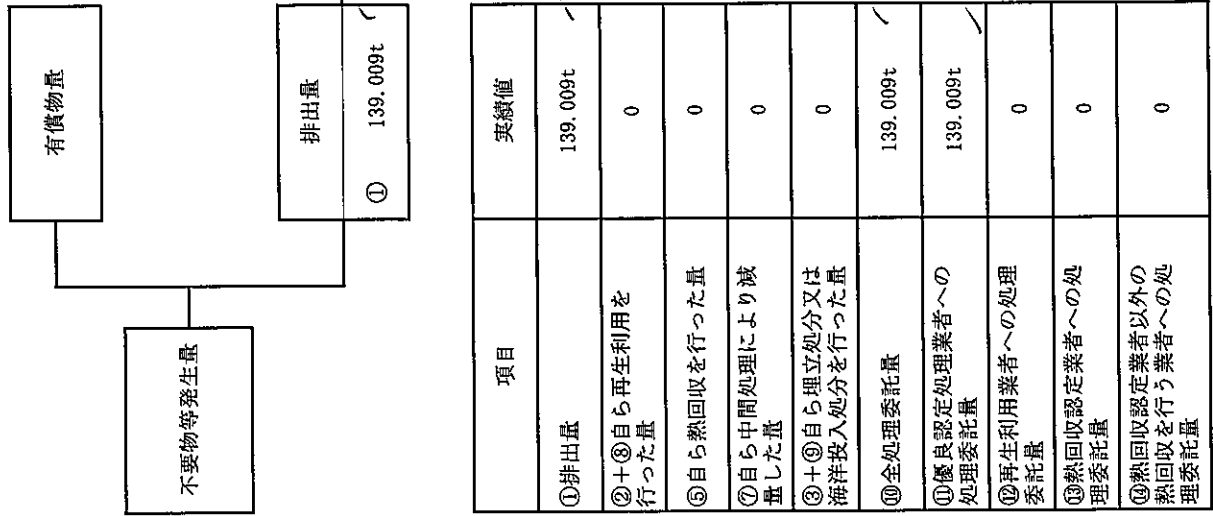 不要物等発生量
有償物量
排出量
① 139.009t
項目 実績値
①排出量 139.009t
②+⑧自ら再生利用を
行った量 0
⑤自ら熱回収を行った量 0
⑦自ら中間処理により減
量した量 0
③+⑨自ら埋立処分又は
海洋投入処分を行った量 0
⑩全処理委託量 139.009t
⑪優良認定処理業者への
処理委託量 139.009t
⑫再生利用業者への処理
委託量 0
⑬熱回収認定業者への処
理委託量 0
⑭熱回収認定業者以外の
熱回収を行う業者への処
理委託量 0